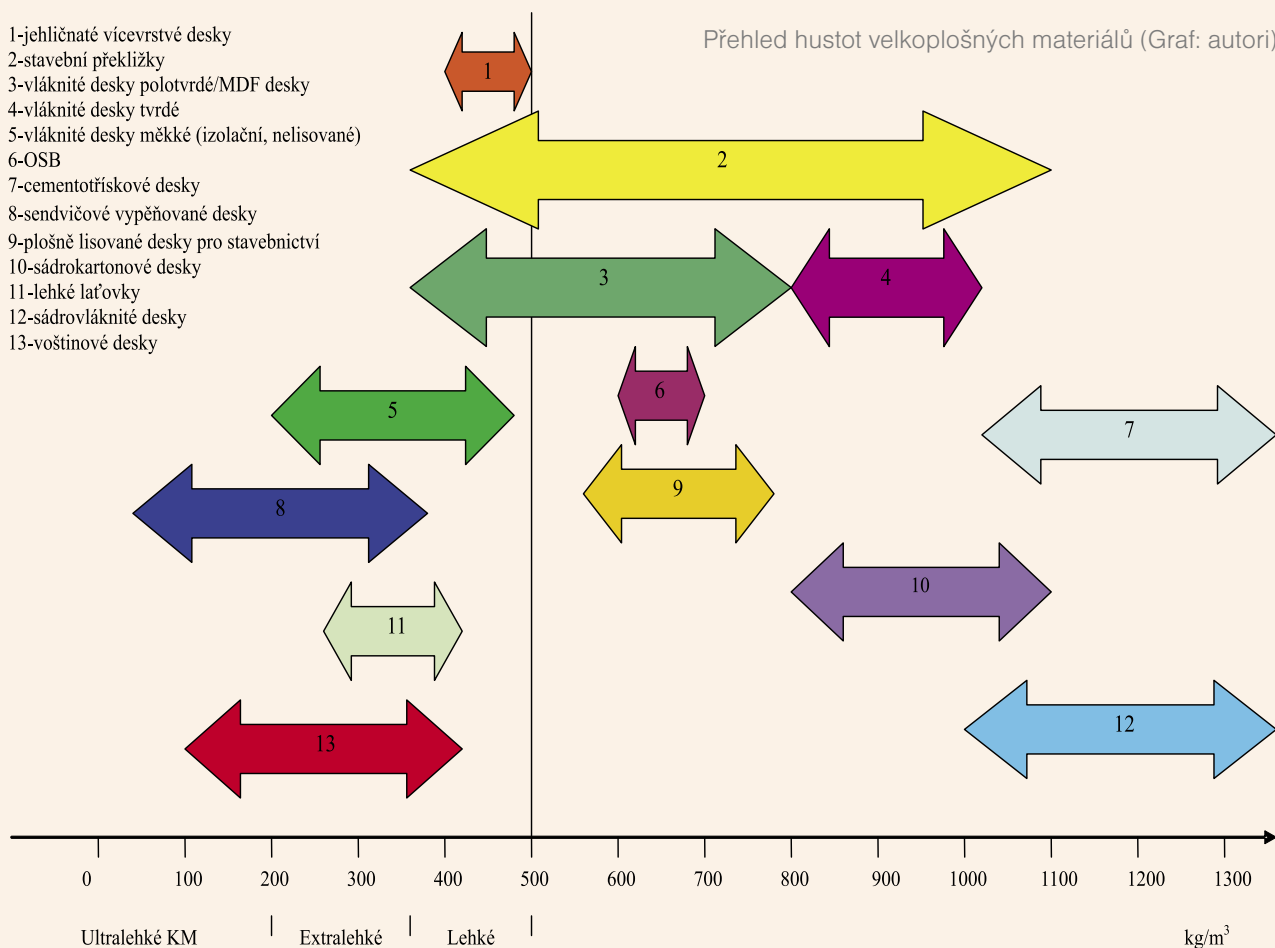 1-jehličnaté vícevrstvé desky
2-stavební překližky
3-vláknité desky polotvrdé/MDF desky
4-vláknité desky tvrdé
5-vláknité desky měkké (izolační, nelisované)
6-OSB
7-cementotřískové desky
8-sendvičové vypěňované desky
9-plošně lisované desky pro stavebnictví
10-sádrokartonové desky
11-lehké laťovky
12-sádrovláknité desky
13-voštinové desky
Přehled hustot velkoplošných materiálů (Graf: autori)
1
2
3
4
5
6
7
8
9
10
11
12
13
0 100 200 300 400 500 600 700 800 900 1000 1100 1200 1300
Ultralehké KM Extralehké Lehké kg/m³